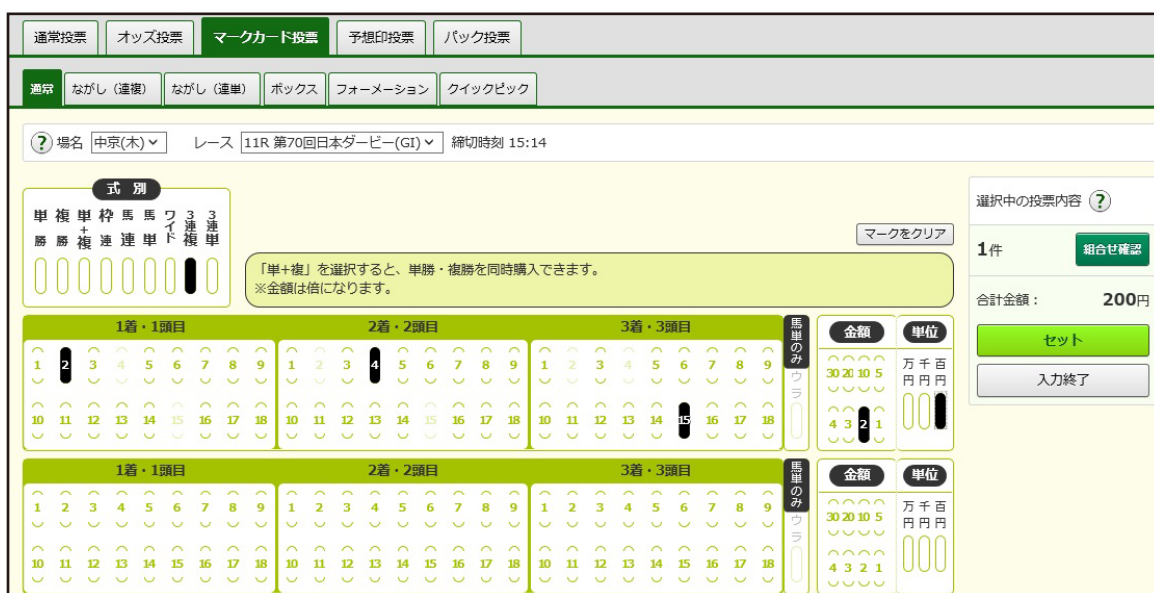 通常投票 オッズ投票 マークカード投票 予想印投票 パック投票
通常 ながし（連複） ながし（連単） ボックス フォーメーション クイックピック
? 場名 中京(木) レース 11R 第70回日本ダービー(GI) 締切時刻 15:14
式 別
単勝 複勝 単+複 枠連 馬連 馬単 ワイド 3連複 3連単
マークをクリア
「単+複」を選択すると、単勝・複勝を同時購入できます。
※金額は倍になります。
選択中の投票内容 ?
1件 組合せ確認
合計金額： 200円
セット
入力終了
1着・1頭目 2着・2頭目 3着・3頭目 馬単のみ ウラ 金額 単位
1 2 3 4 5 6 7 8 9 1 2 3 4 5 6 7 8 9 1 2 3 4 5 6 7 8 9 30 20 10 5 万円 千円 百円
10 11 12 13 14 15 16 17 18 10 11 12 13 14 15 16 17 18 10 11 12 13 14 15 16 17 18 4 3 2 1
1着・1頭目 2着・2頭目 3着・3頭目 馬単のみ ウラ 金額 単位
1 2 3 4 5 6 7 8 9 1 2 3 4 5 6 7 8 9 1 2 3 4 5 6 7 8 9 30 20 10 5 万円 千円 百円
10 11 12 13 14 15 16 17 18 10 11 12 13 14 15 16 17 18 10 11 12 13 14 15 16 17 18 4 3 2 1